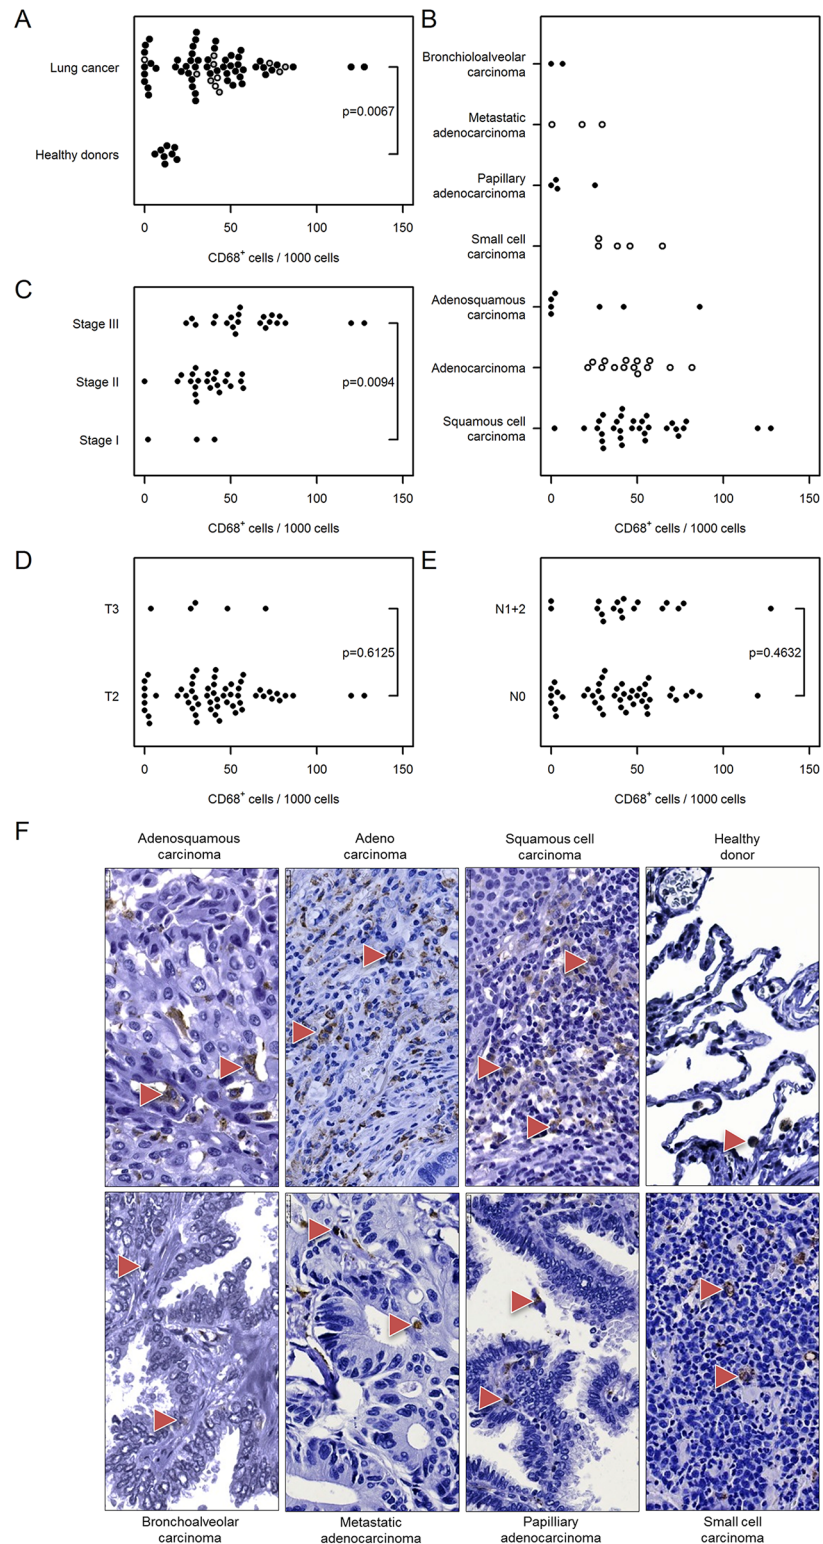 A
Lung cancer
Healthy donors
p=0.0067
0 50 100 150
CD68+ cells / 1000 cells
B
Bronchioloalveolar
carcinoma
Metastatic
adenocarcinoma
Papillary
adenocarcinoma
Small cell
carcinoma
Adenosquamous
carcinoma
Adenocarcinoma
Squamous cell
carcinoma
0 50 100 150
CD68+ cells / 1000 cells
C
Stage III
Stage II
Stage I
p=0.0094
0 50 100 150
CD68+ cells / 1000 cells
D
T3
T2
p=0.6125
0 50 100 150
CD68+ cells / 1000 cells
E
N1+2
N0
p=0.4632
0 50 100 150
CD68+ cells / 1000 cells
F
Adenosquamous
carcinoma
Adeno
carcinoma
Squamous cell
carcinoma
Healthy
donor
Bronchoalveolar
carcinoma
Metastatic
adenocarcinoma
Papilliary
adenocarcinoma
Small cell
carcinoma